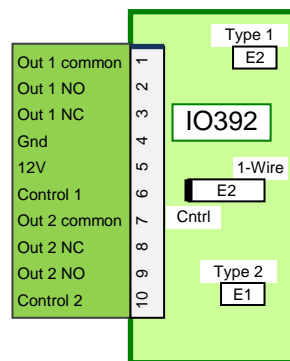 Out 1 common 1
Out 1 NO 2
Out 1 NC 3
Gnd 4
12V 5
Control 1 6
Out 2 common 7
Out 2 NC 8
Out 2 NO 9
Control 2 10
Type 1
E2
IO392
1-Wire
E2
Cntrl
Type 2
E1